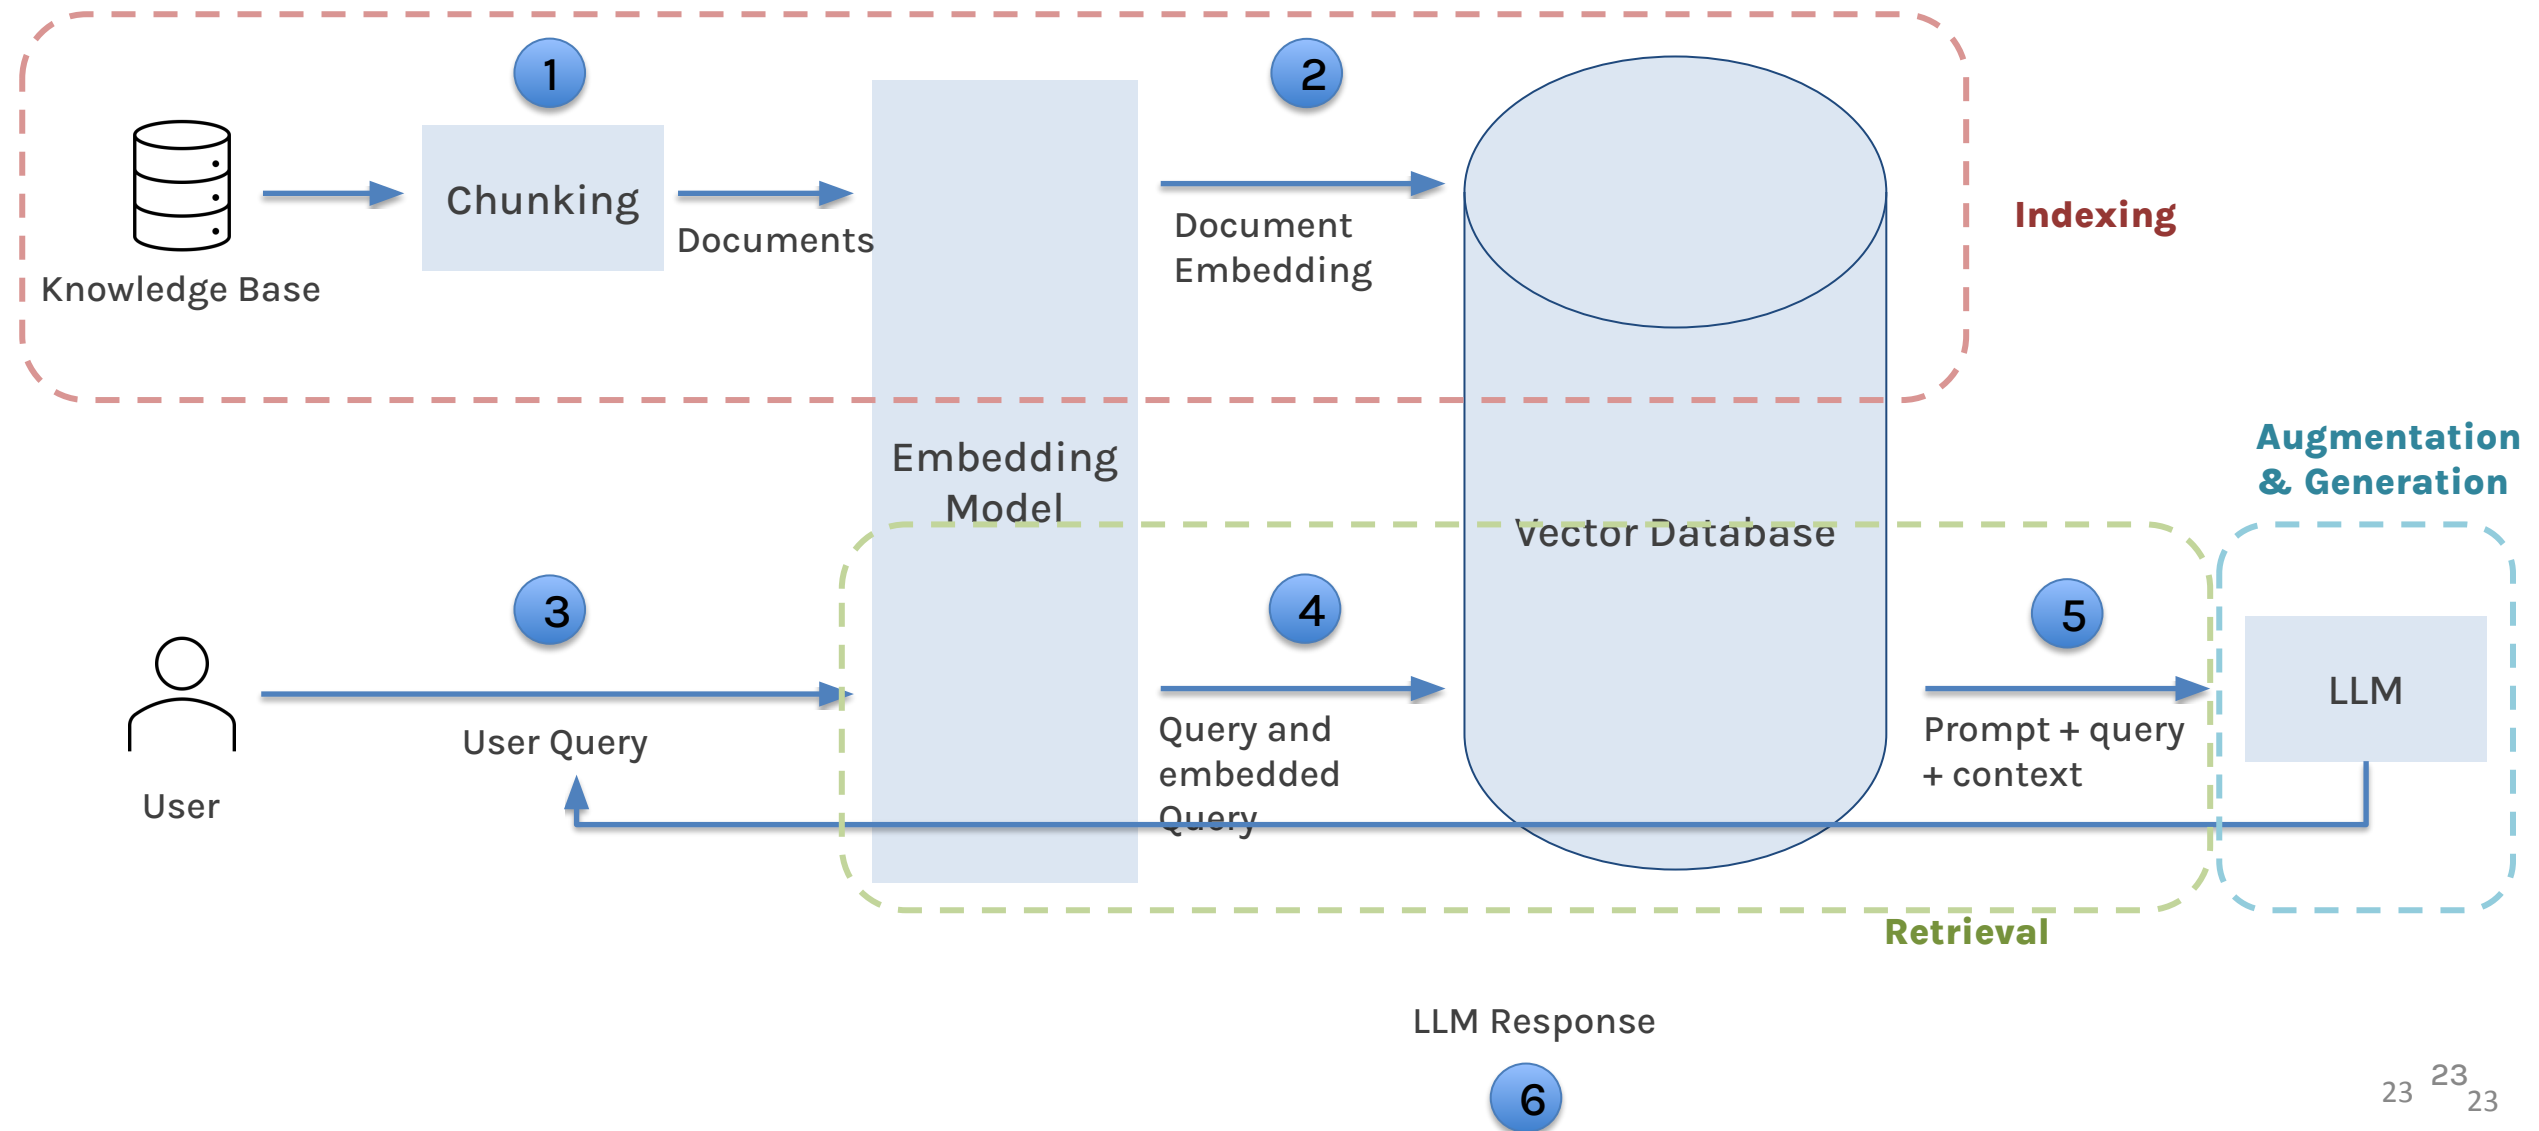 1
2
Chunking
Documents
Knowledge Base
Document
Embedding
Indexing
Embedding
Model
Vector Database
Augmentation
& Generation
3
4
5
User Query
User
Query and
embedded
Query
Prompt + query
+ context
LLM
Retrieval
LLM Response
6
23
23
23